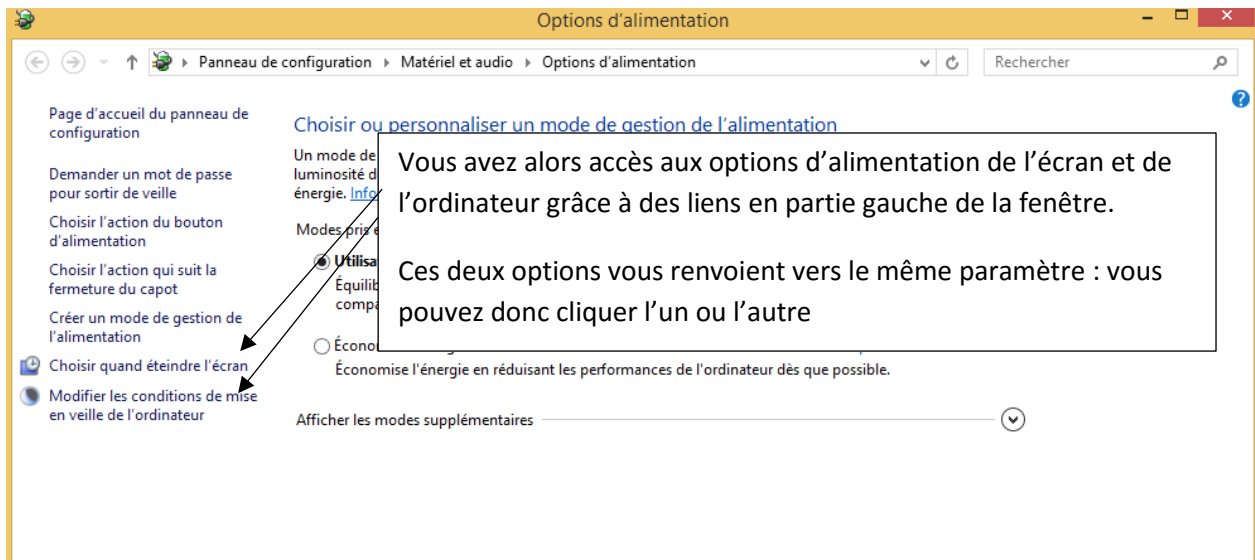 Options d'alimentation
Panneau de configuration Matériel et audio Options d'alimentation
Rechercher
Page d'accueil du panneau de
configuration
Demander un mot de passe
pour sortir de veille
Choisir l'action du bouton
d'alimentation
Choisir l'action qui suit la
fermeture du capot
Créer un mode de gestion de
l'alimentation
Choisir quand éteindre l'écran
Modifier les conditions de mise
en veille de l'ordinateur
Choisir ou personnaliser un mode de gestion de l'alimentation
Un mode de
luminosité d
énergie. Info
Modes pris e
Utilisa
Équilib
compa
Vous avez alors accès aux options d'alimentation de l'écran et de
l'ordinateur grâce à des liens en partie gauche de la fenêtre.
Ces deux options vous renvoient vers le même paramètre : vous
pouvez donc cliquer l'un ou l'autre
Écono
Économise l'énergie en réduisant les performances de l'ordinateur dès que possible.
Afficher les modes supplémentaires